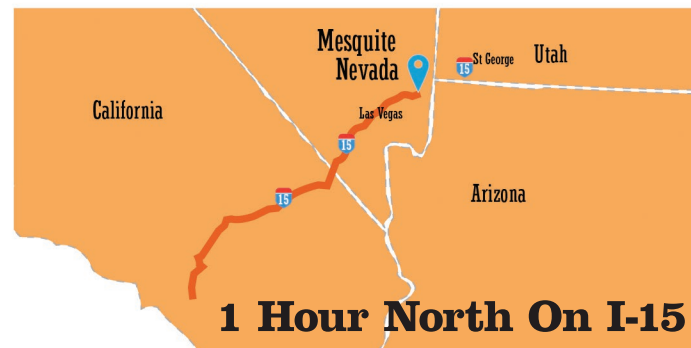 Mesquite
Nevada
15
St George
Utah
California
Las Vegas
15
15
Arizona
1 Hour North On I-15